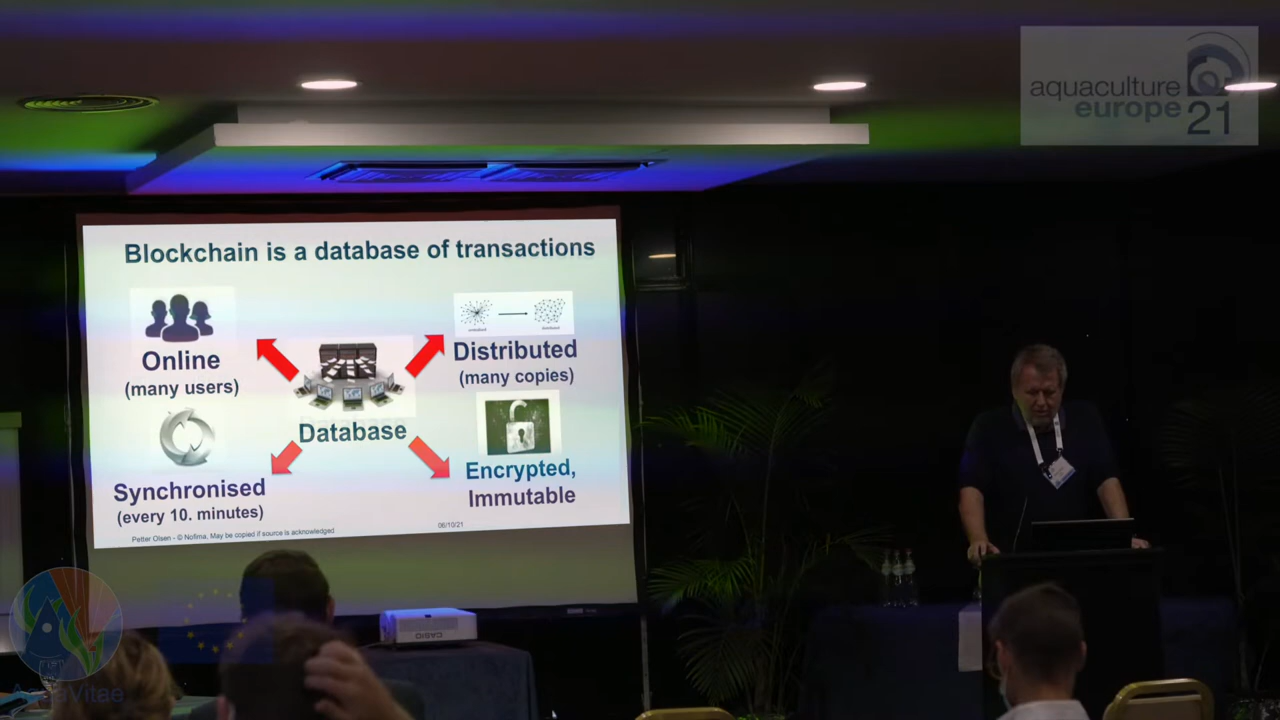 aquaculture
europe 21
Blockchain is a database of transactions
Online
(many users)
Distributed
(many copies)
Database
Synchronised
(every 10. minutes)
Encrypted,
Immutable
06/10/21
Petter Olsen - © Nofima, May be copied if source is acknowledged
CASIO
AquaVitae